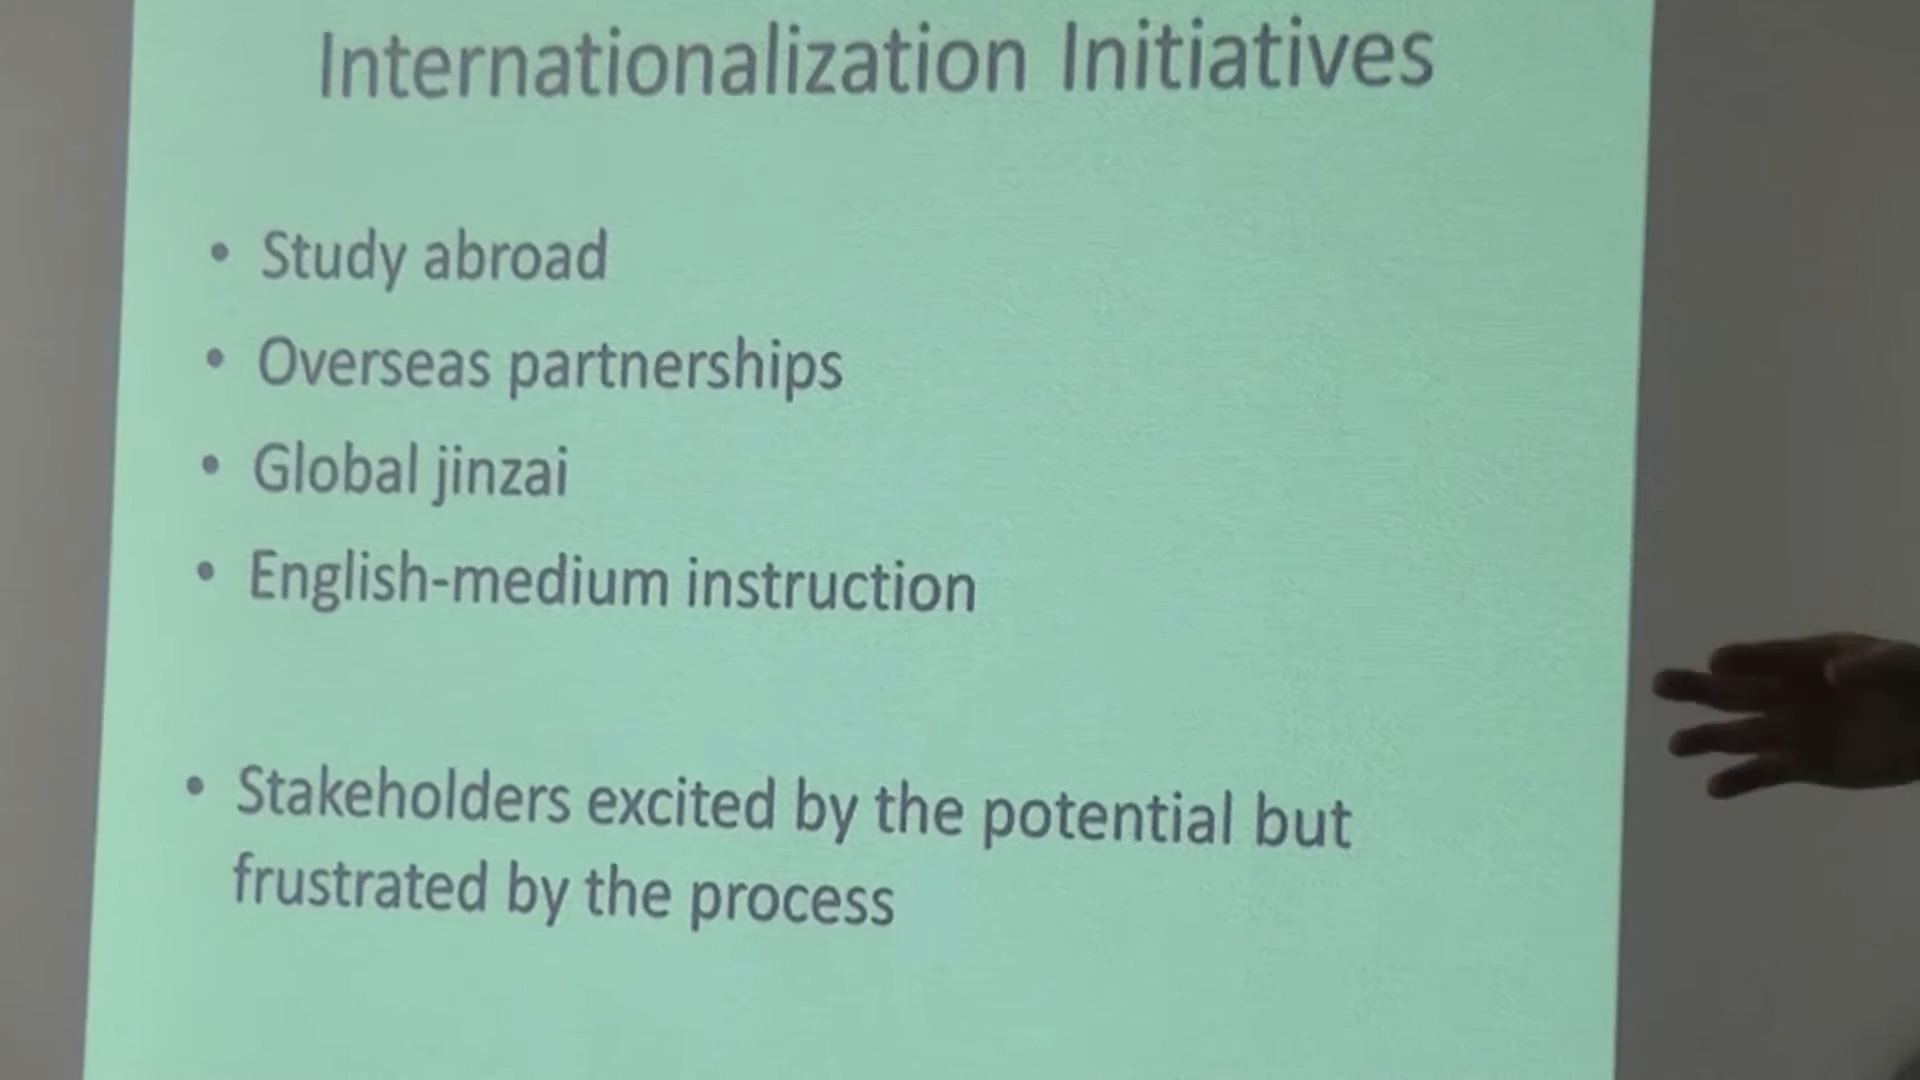 Internationalization Initiatives
• Study abroad
• Overseas partnerships
• Global jinzai
• English-medium instruction
• Stakeholders excited by the potential but
frustrated by the process